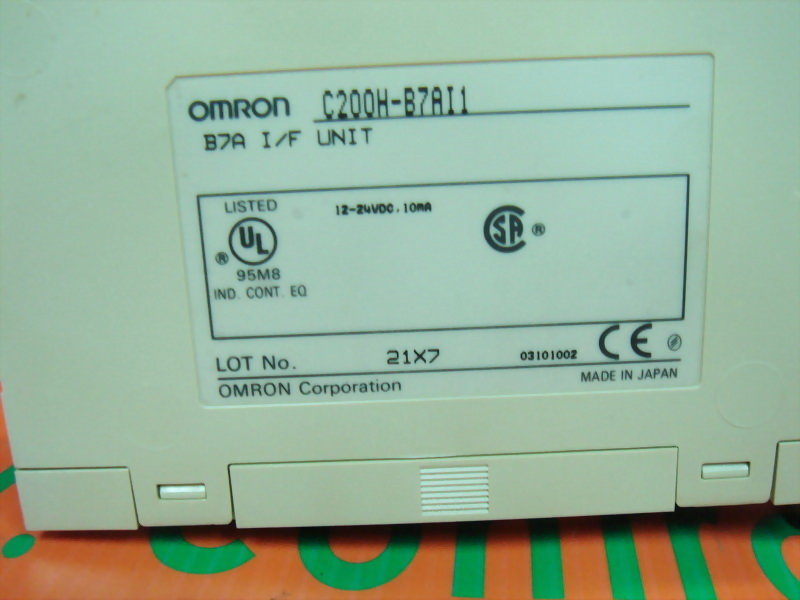 OMRON C200H-B7AI1
B7A I/F UNIT
LISTED 12-24VDC, 10mA
UL ® SA ®
95M8
IND. CONT. EQ
LOT No. 21X7 03101002 CE
OMRON Corporation MADE IN JAPAN